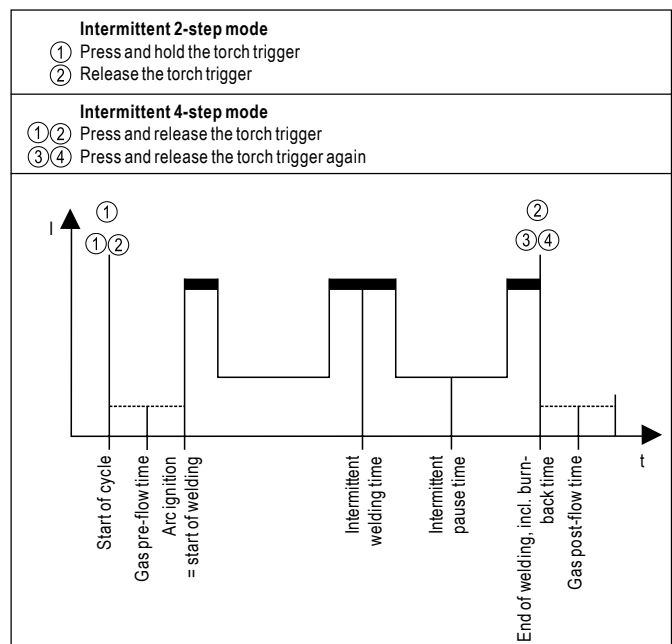 Intermittent 2-step mode
① Press and hold the torch trigger
② Release the torch trigger
Intermittent 4-step mode
①② Press and release the torch trigger
③④ Press and release the torch trigger again
I
①
①②
②
③④
t
Start of cycle
Gas pre-flow time
Arc ignition
= start of welding
Intermittent
welding time
Intermittent
pause time
End of welding, incl. burn-
back time
Gas post-flow time